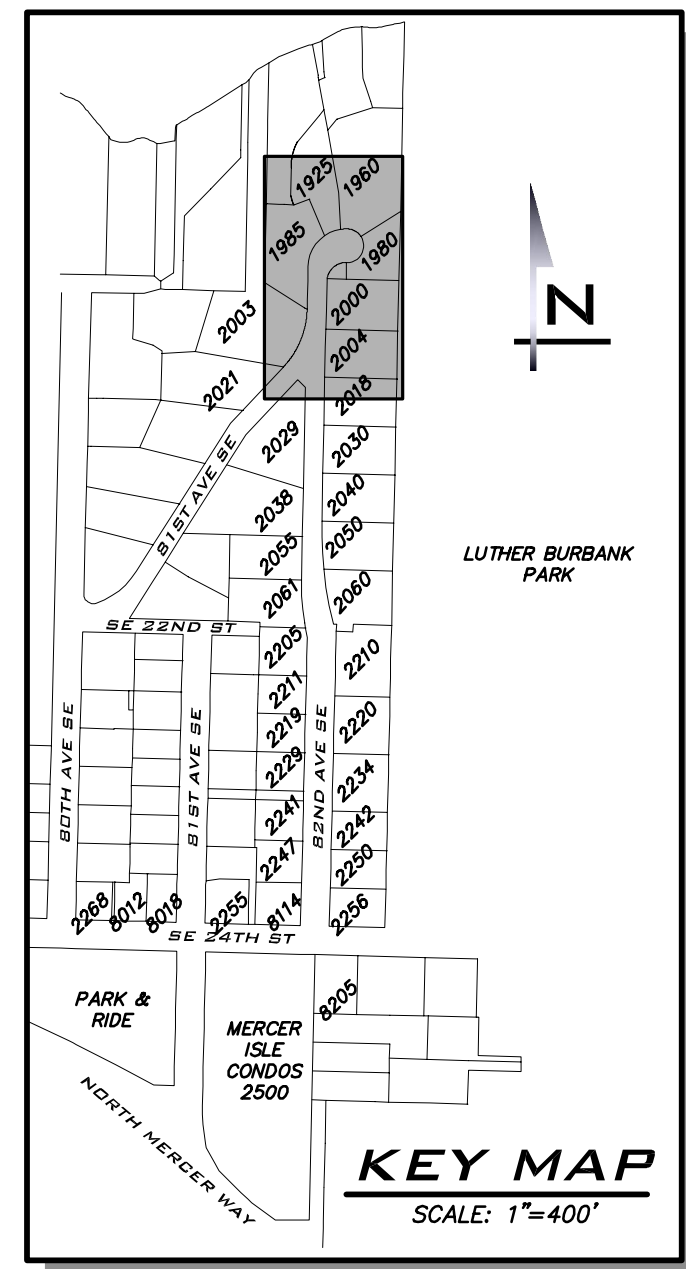 1925
1960
1985
1980
2000
2003
2004
2021
2018
2029
2030
81ST AVE SE
2040
2038
2050
2055
LUTHER BURBANK
PARK
2061
2060
SE 22ND ST
2205
2210
2211
2219
2220
80TH AVE SE
81ST AVE SE
82ND AVE SE
2229
2234
2241
2242
2247
2250
2268
8012
8018
2255
8114
2256
SE 24TH ST
PARK &
RIDE
8205
MERCER
ISLE
CONDOS
2500
NORTH MERCER WAY
KEY MAP
SCALE: 1"=400'
N